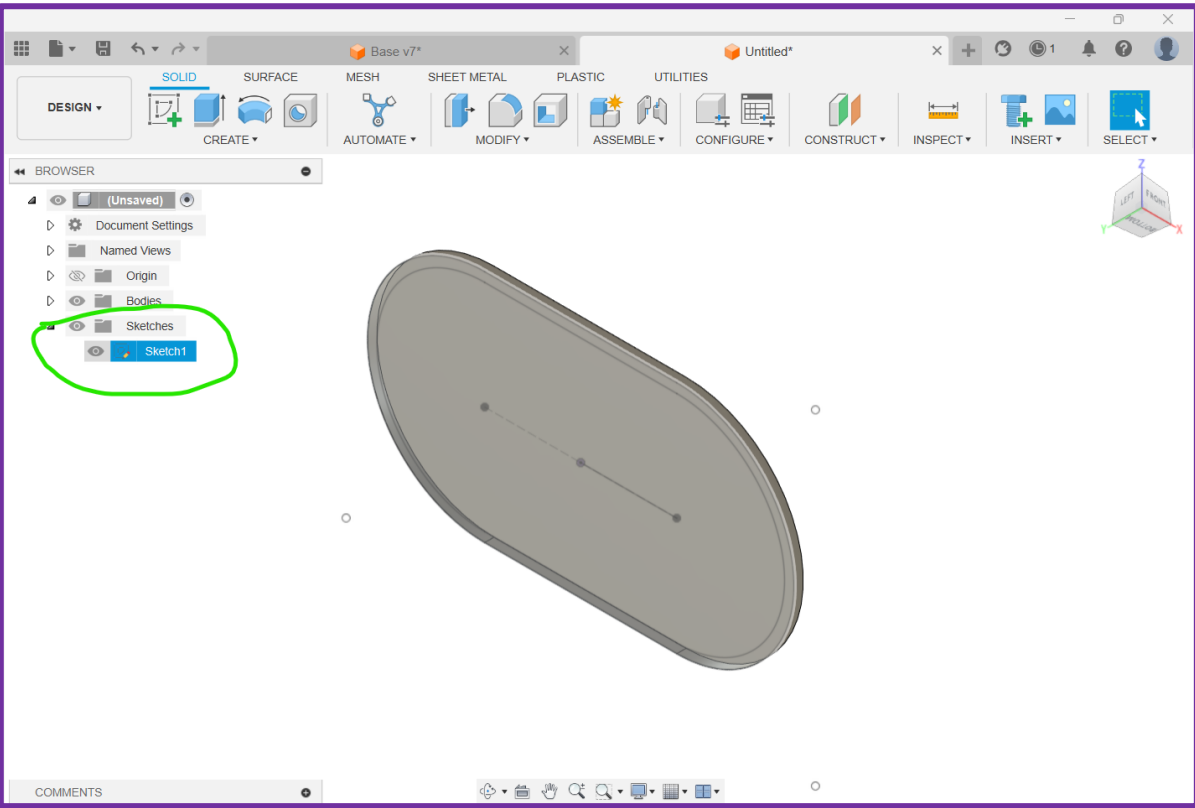 Base v7*
Untitled*
1
DESIGN
SOLID SURFACE MESH SHEET METAL PLASTIC UTILITIES
CREATE AUTOMATE MODIFY ASSEMBLE CONFIGURE CONSTRUCT INSPECT INSERT SELECT
BROWSER
(Unsaved)
Document Settings
Named Views
Origin
Bodies
Sketches
Sketch1
Z
LEFT FRONT
BOTTOM
Y X
COMMENTS